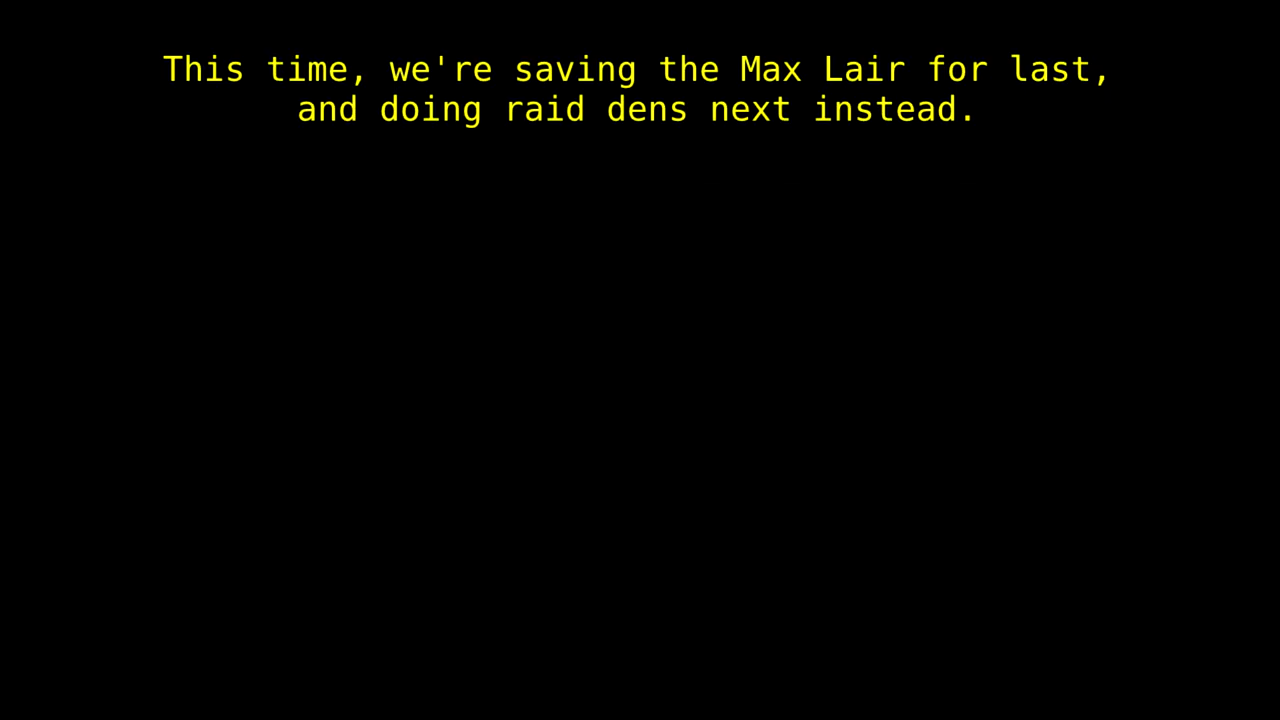 This time, we're saving the Max Lair for last,
and doing raid dens next instead.